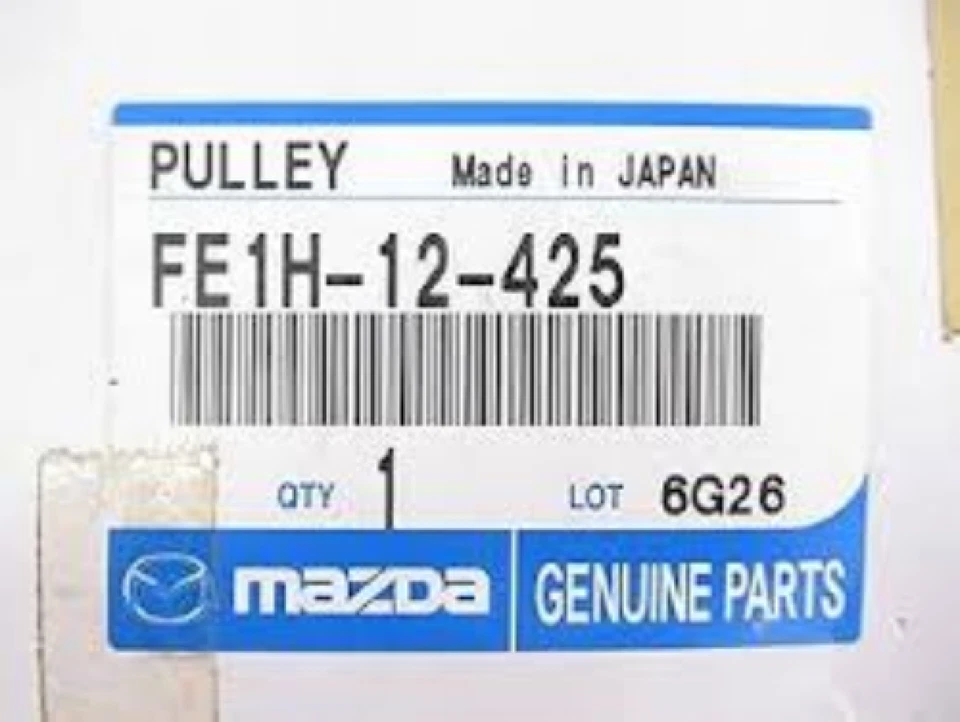 PULLEY Made in JAPAN
FE1H-12-425
QTY 1 LOT 6G26
mazda GENUINE PARTS